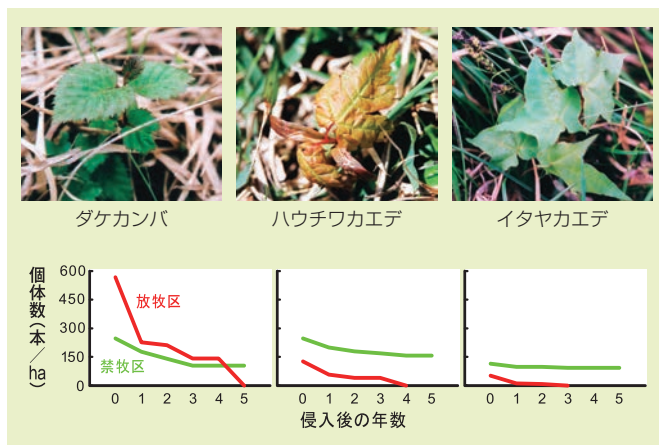 ダケカンバ
ハウチワカエデ
イタヤカエデ
個体数(本/ha)
600
450
300
150
0
放牧区
禁牧区
0 1 2 3 4 5
0 1 2 3 4 5
0 1 2 3 4 5
侵入後の年数